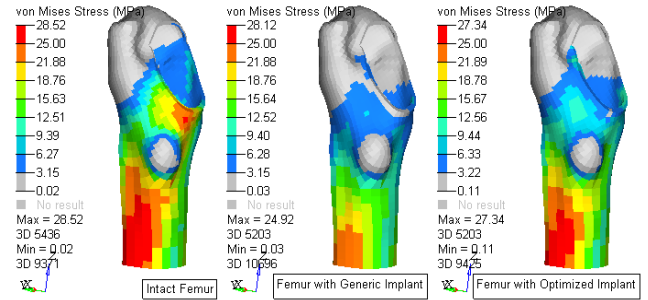 von Mises Stress (MPa)
28.52
25.00
21.88
18.76
15.63
12.51
9.39
6.27
3.15
0.02
No result
Max = 28.52
3D 5436
Min = 0.02
3D 9371
Intact Femur
von Mises Stress (MPa)
28.12
25.00
21.88
18.76
15.64
12.52
9.40
6.28
3.15
0.03
No result
Max = 24.92
3D 5203
Min = 0.03
3D 10696
Femur with Generic Implant
von Mises Stress (MPa)
27.34
25.00
21.88
18.77
15.66
12.56
9.44
6.33
3.22
0.11
No result
Max = 27.34
3D 5203
Min = 0.11
3D 9425
Femur with Optimized Implant